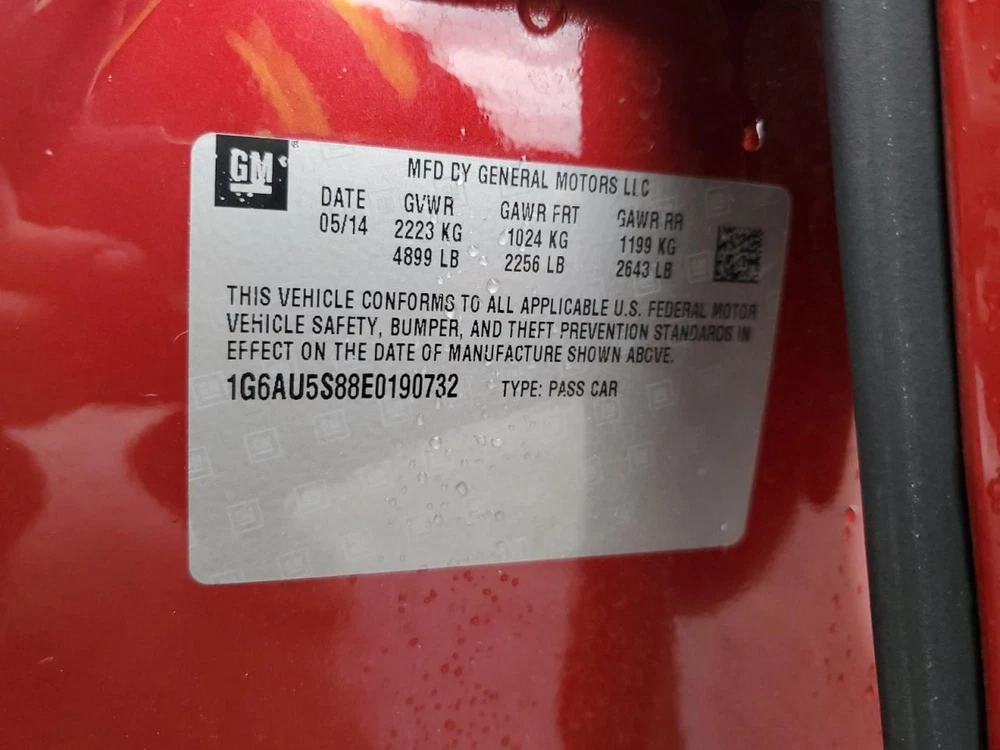 GM
MFD BY GENERAL MOTORS LLC
DATE GVWR GAWR FRT GAWR RR
05/14 2223 KG 1024 KG 1199 KG
4899 LB 2256 LB 2643 LB
THIS VEHICLE CONFORMS TO ALL APPLICABLE U.S. FEDERAL MOTOR
VEHICLE SAFETY, BUMPER, AND THEFT PREVENTION STANDARDS IN
EFFECT ON THE DATE OF MANUFACTURE SHOWN ABOVE.
1G6AU5S88E0190732 TYPE: PASS CAR